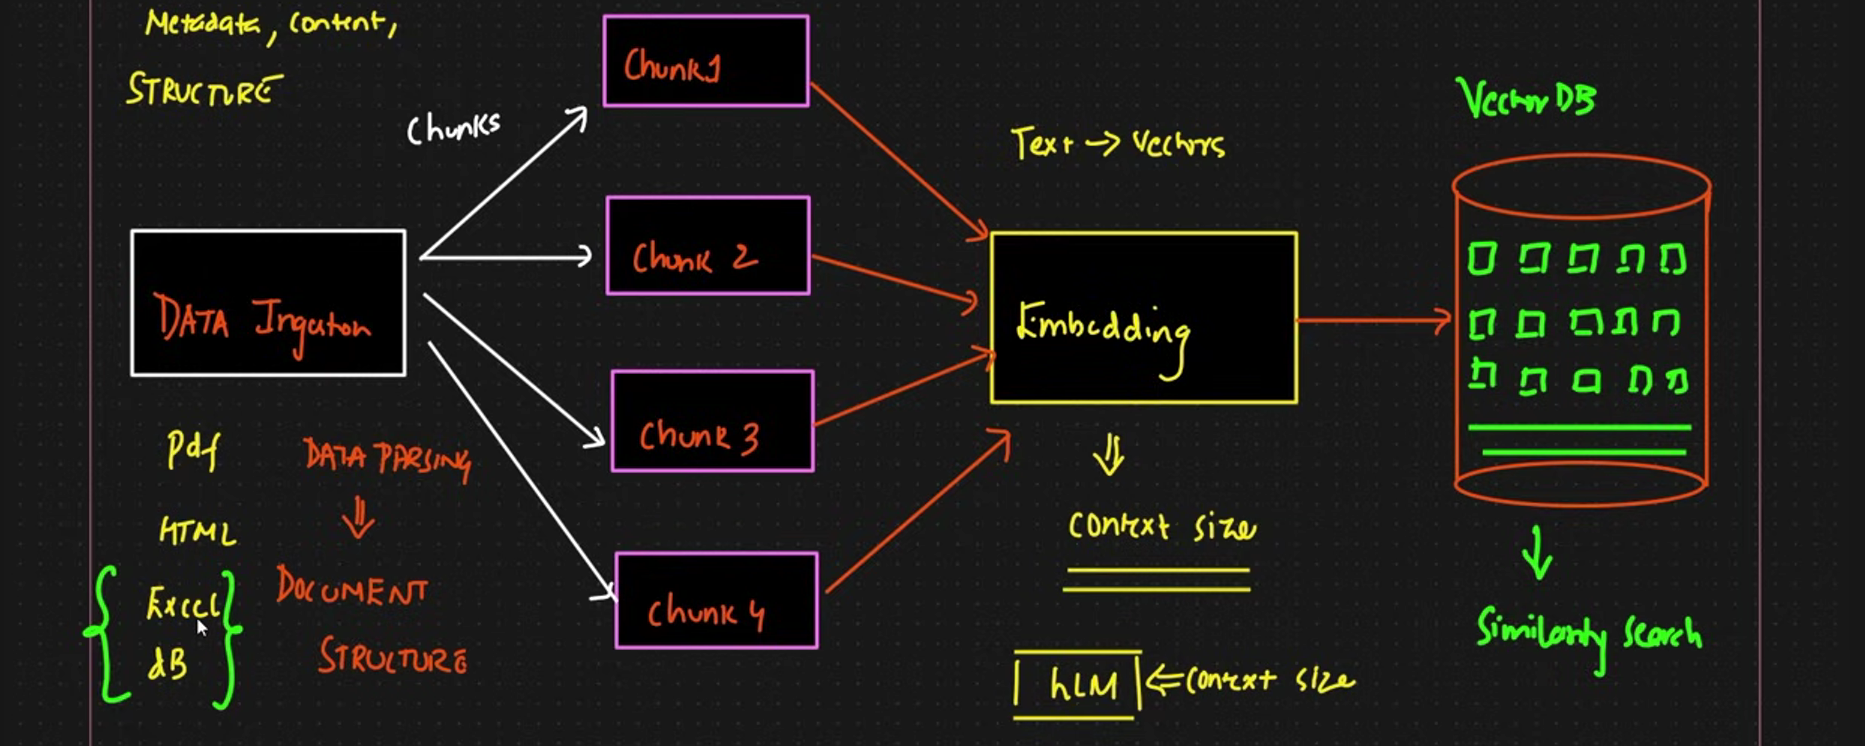 Metadata, content,
STRUCTURE
Chunks
Chunk1
Chunk 2
Chunk 3
Chunk 4
DATA Ingeston
Pdf
HTML
Excel
dB
DATA PARSING
DOCUMENT
STRUCTURE
Text → Vectors
Embedding
context size
LLM
context size
Vector DB
Similarity search